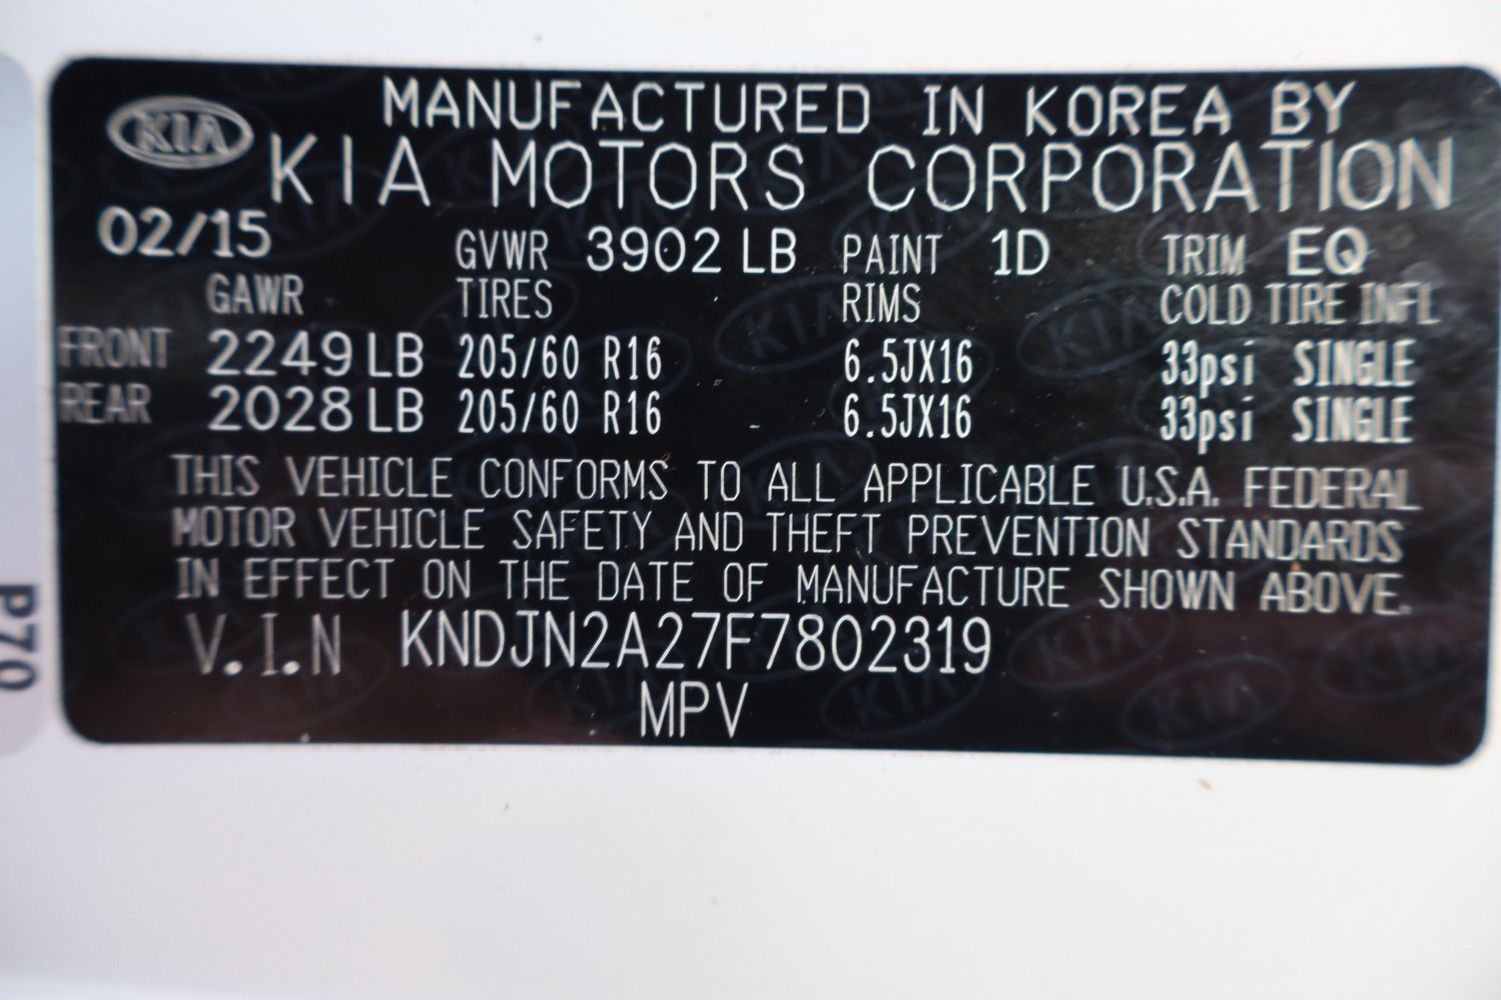 KIA
MANUFACTURED IN KOREA BY
KIA MOTORS CORPORATION
02/15 GVWR 3902 LB PAINT 1D TRIM EQ
GAWR TIRES RIMS COLD TIRE INFL
FRONT 2249 LB 205/60 R16 6.5JX16 33psi SINGLE
REAR 2028 LB 205/60 R16 6.5JX16 33psi SINGLE
THIS VEHICLE CONFORMS TO ALL APPLICABLE U.S.A. FEDERAL
MOTOR VEHICLE SAFETY AND THEFT PREVENTION STANDARDS
IN EFFECT ON THE DATE OF MANUFACTURE SHOWN ABOVE.
V.I.N KNDJN2A27F7802319
MPV
P70